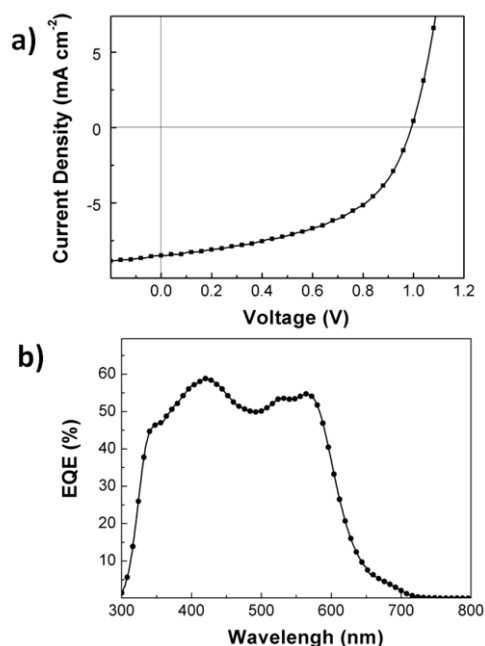 a)
Current Density (mA cm-2)
5
0
-5
0.0 0.2 0.4 0.6 0.8 1.0 1.2
Voltage (V)
b)
EQE (%)
60
50
40
30
20
10
300 400 500 600 700 800
Wavelengh (nm)